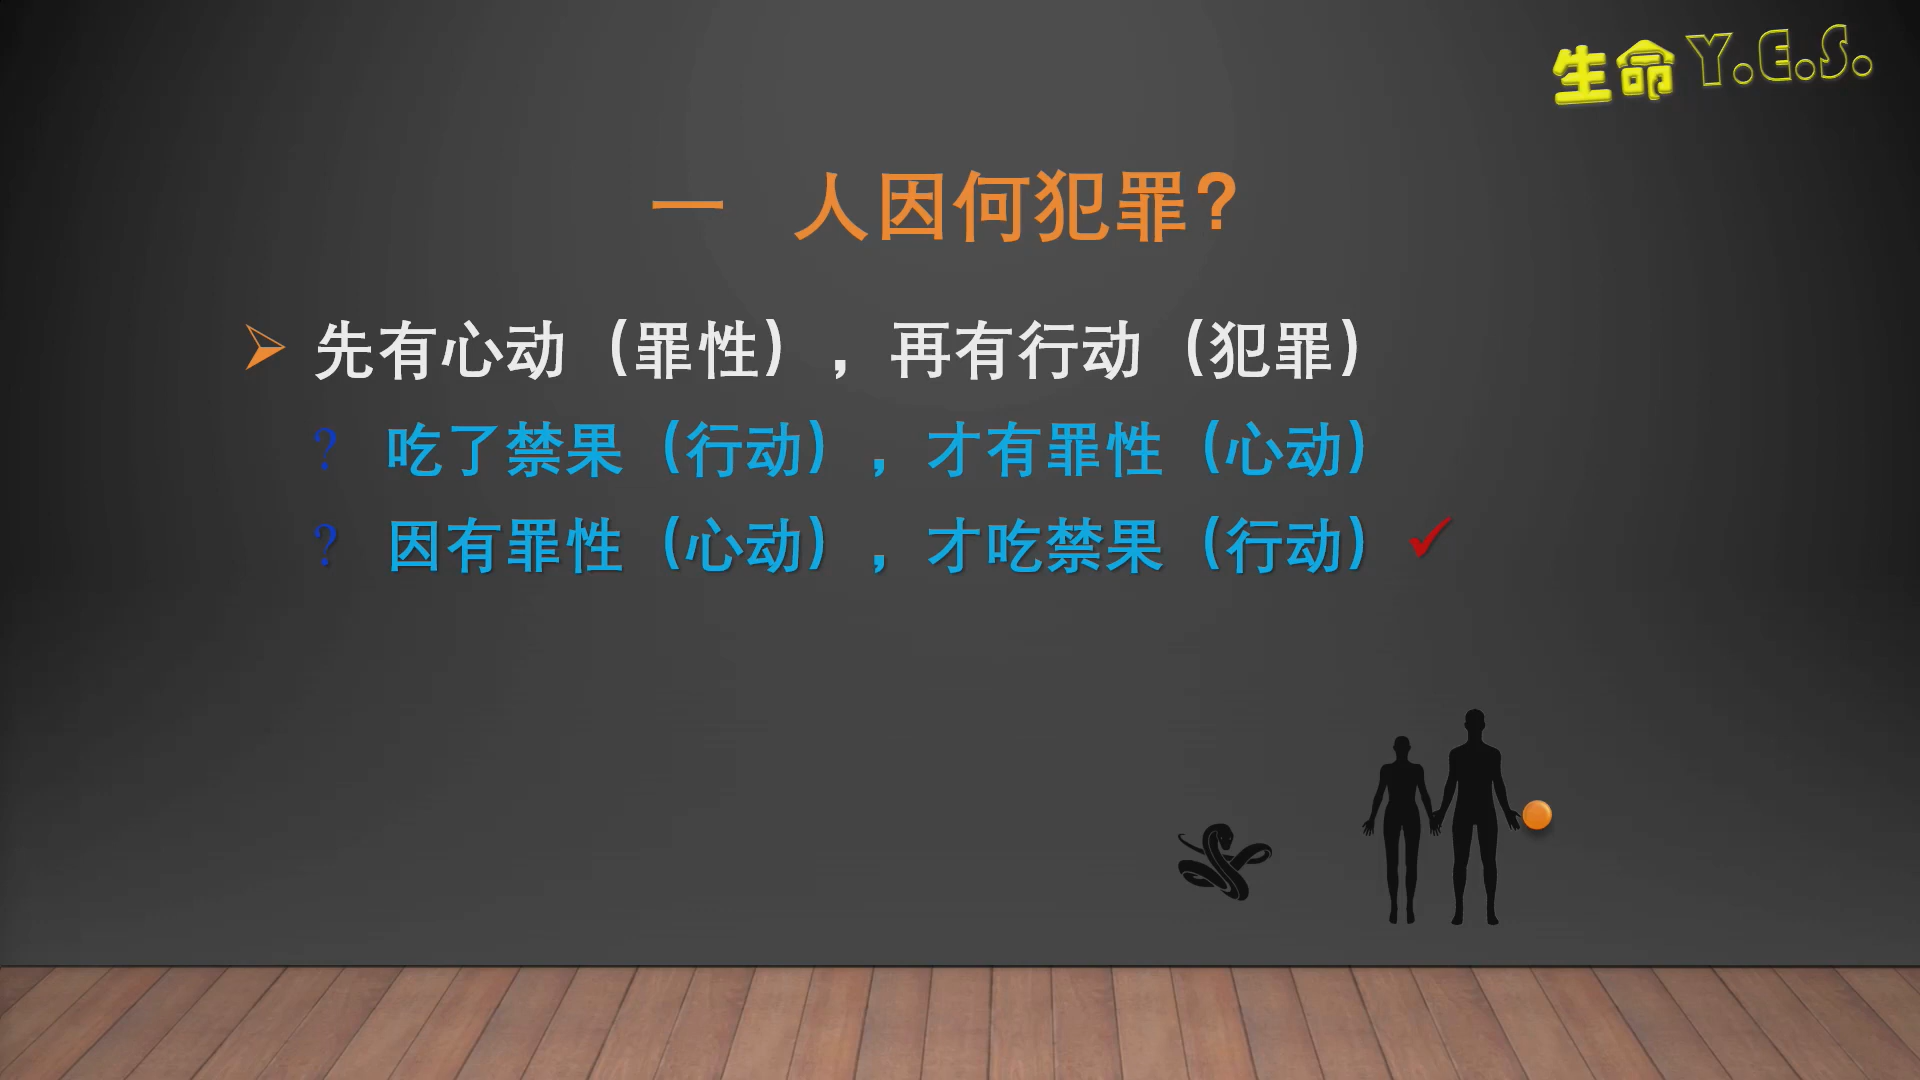 生命 Y.E.S.
一 人因何犯罪？
先有心动（罪性），再有行动（犯罪）
? 吃了禁果（行动），才有罪性（心动）
? 因有罪性（心动），才吃禁果（行动）✓